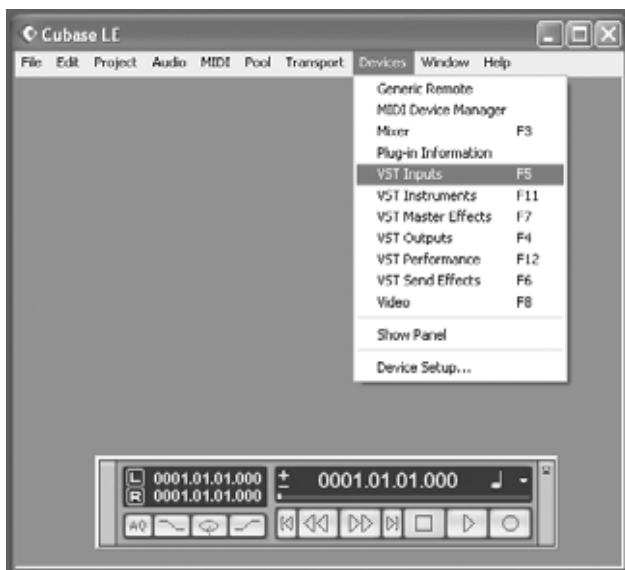 Cubase LE
File Edit Project Audio MIDI Pool Transport Devices Window Help
Generic Remote
MIDI Device Manager
Mixer F3
Plug-in Information
VST Inputs F5
VST Instruments F11
VST Master Effects F7
VST Outputs F4
VST Performance F12
VST Send Effects F6
Video F8
Show Panel
Device Setup...
L 0001.01.01.000
R 0001.01.01.000
0001.01.01.000
AQ